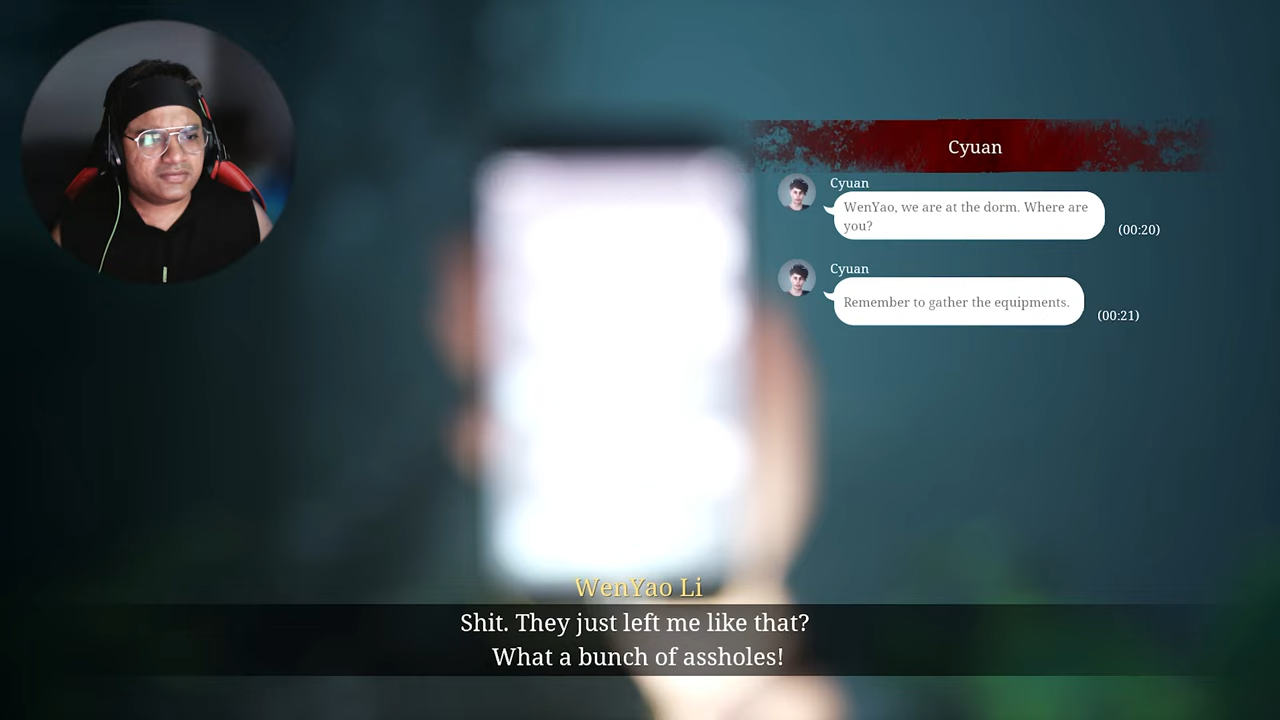 Cyuan
Cyuan
WenYao, we are at the dorm. Where are
you?
(00:20)
Cyuan
Remember to gather the equipments.
(00:21)
WenYao Li
Shit. They just left me like that?
What a bunch of assholes!